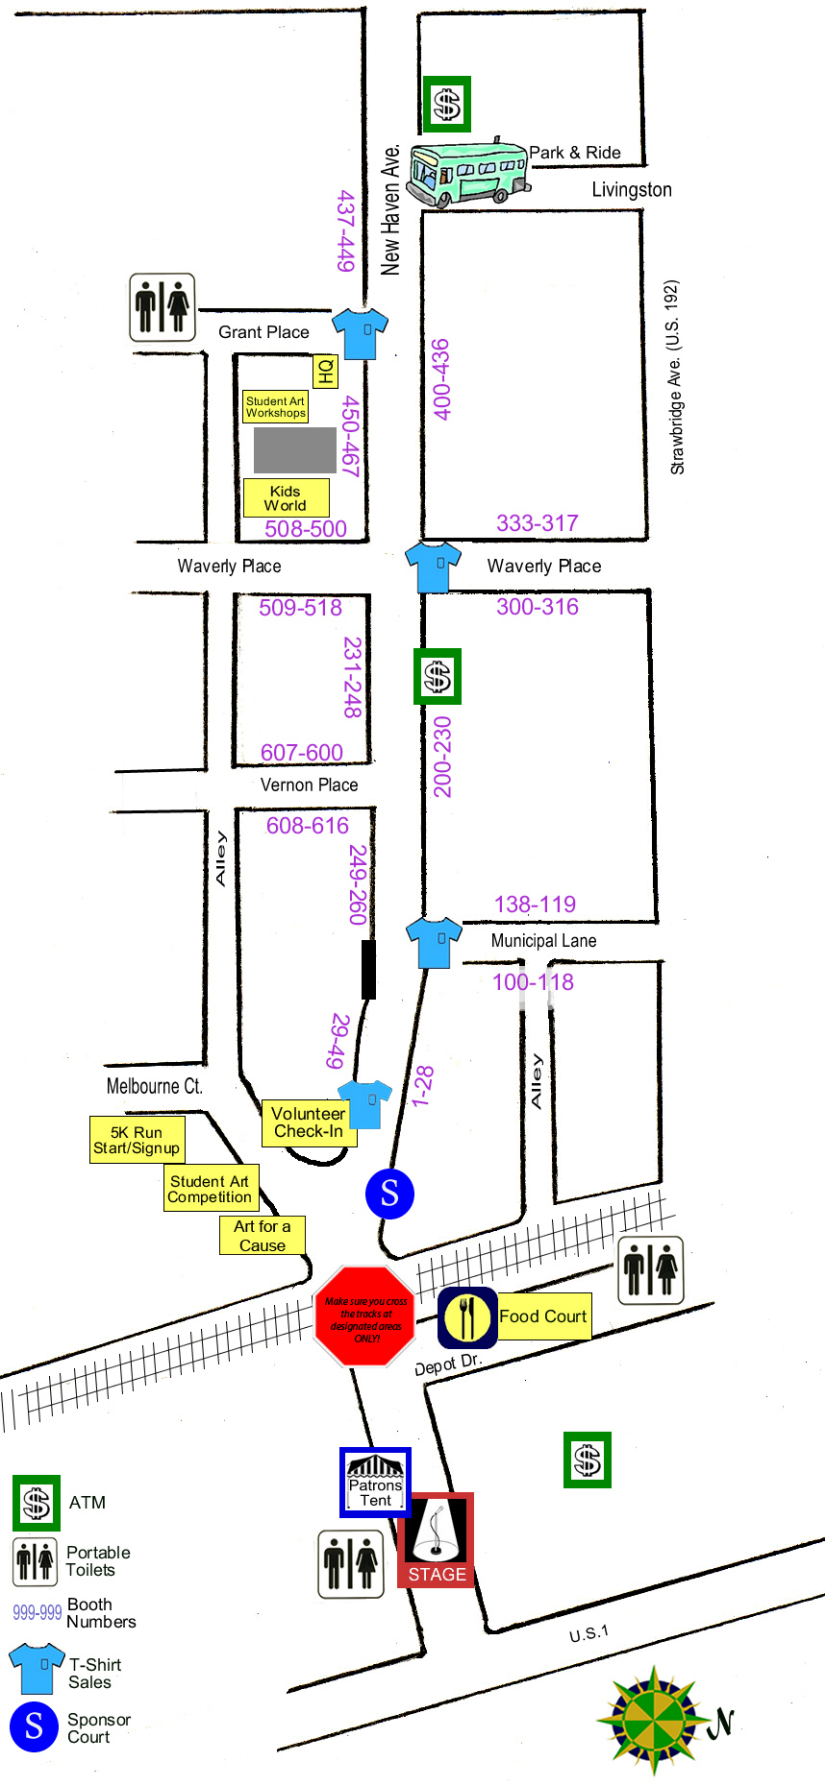 $
Park & Ride
New Haven Ave.
Livingston
437-449
Grant Place
Strawbridge Ave. (U.S. 192)
HQ
400-436
Student Art
Workshops
450-467
Kids
World
508-500
333-317
Waverly Place
Waverly Place
509-518
300-316
231-248
$
200-230
607-600
Vernon Place
608-616
Alley
249-260
138-119
Municipal Lane
100-118
29-49
1-28
Alley
Melbourne Ct.
Volunteer
Check-In
5K Run
Start/Signup
Student Art
Competition
S
Art for a
Cause
Make sure you cross
the tracks at
designated areas
ONLY!
Food Court
Depot Dr.
$
Patrons
Tent
STAGE
$
ATM
Portable
Toilets
999-999
Booth
Numbers
T-Shirt
Sales
S
Sponsor
Court
U.S.1
N